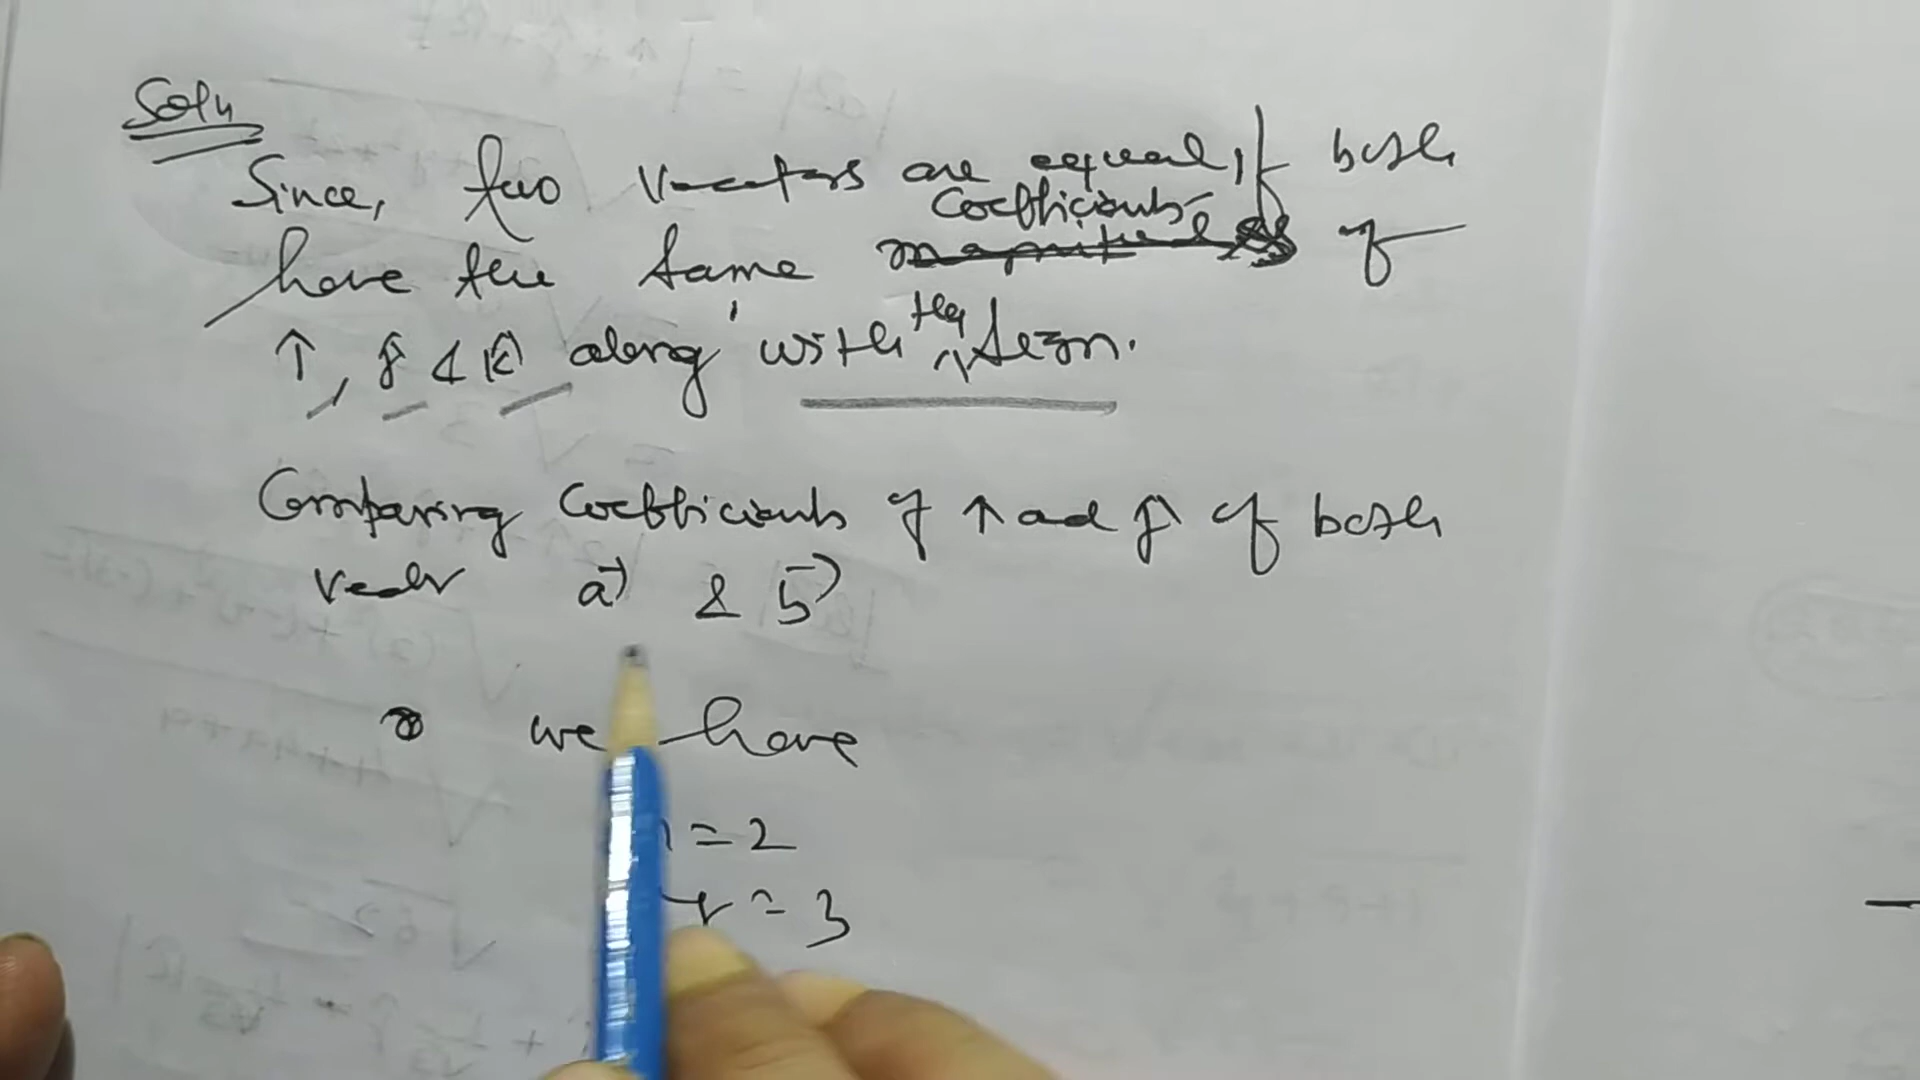 Soln
Since, two vectors are equal, if both
have the same coefficients of
î, ĵ & k̂ along with their sign.
Comparing coefficients of î and ĵ of both
vector a⃗ & b⃗
we have
= 2
y = 3